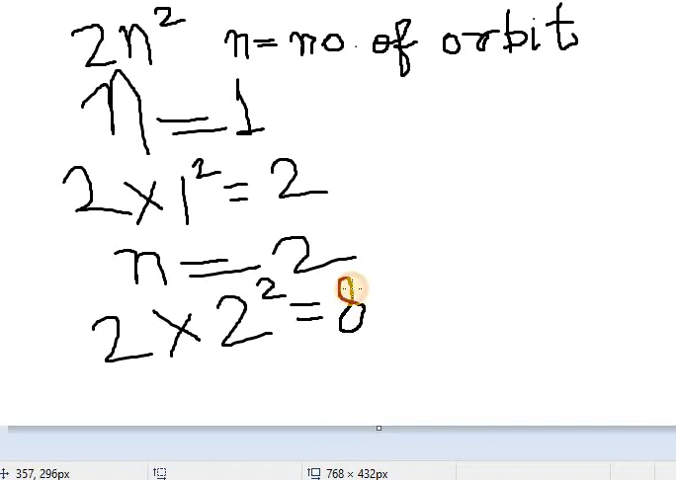 2n² n = no. of orbit
n = 1
2 × 1² = 2
n = 2
2 × 2² = 8
357, 296px 768 × 432px